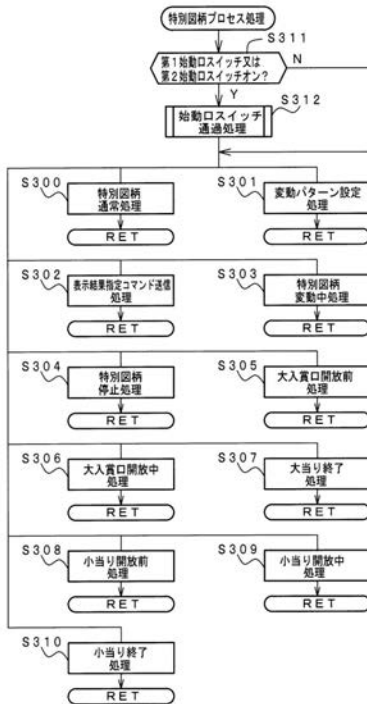 特別図柄プロセス処理
S311
第1始動口スイッチ又は
第2始動口スイッチオン?
N
Y
S312
始動口スイッチ
通過処理
S300
特別図柄
通常処理
RET
S301
変動パターン設定
処理
RET
S302
表示結果指定コマンド送信
処理
RET
S303
特別図柄
変動中処理
RET
S304
特別図柄
停止処理
RET
S305
大入賞口開放前
処理
RET
S306
大入賞口開放中
処理
RET
S307
大当り終了
処理
RET
S308
小当り開放前
処理
RET
S309
小当り開放中
処理
RET
S310
小当り終了
処理
RET